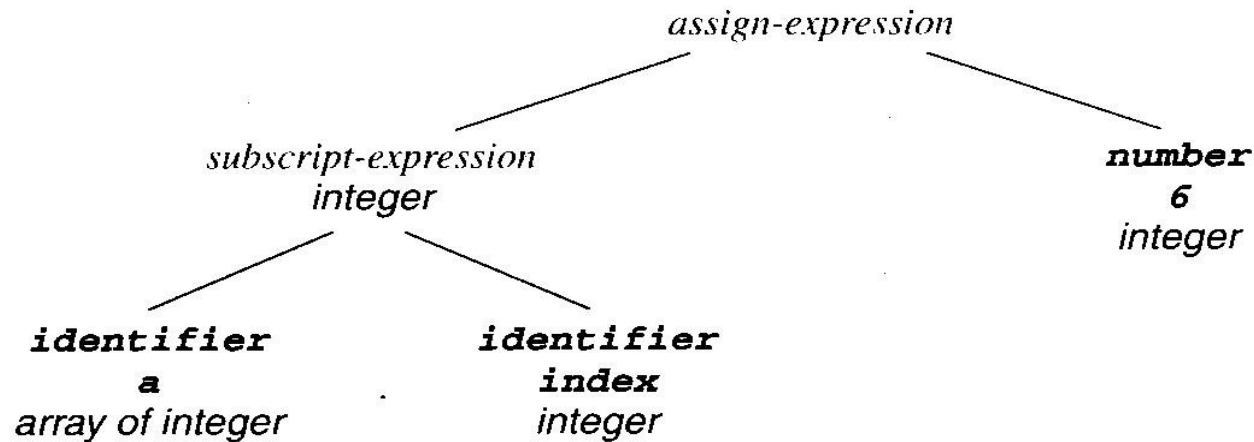 assign-expression
subscript-expression
integer
number
6
integer
identifier
a
array of integer
identifier
index
integer